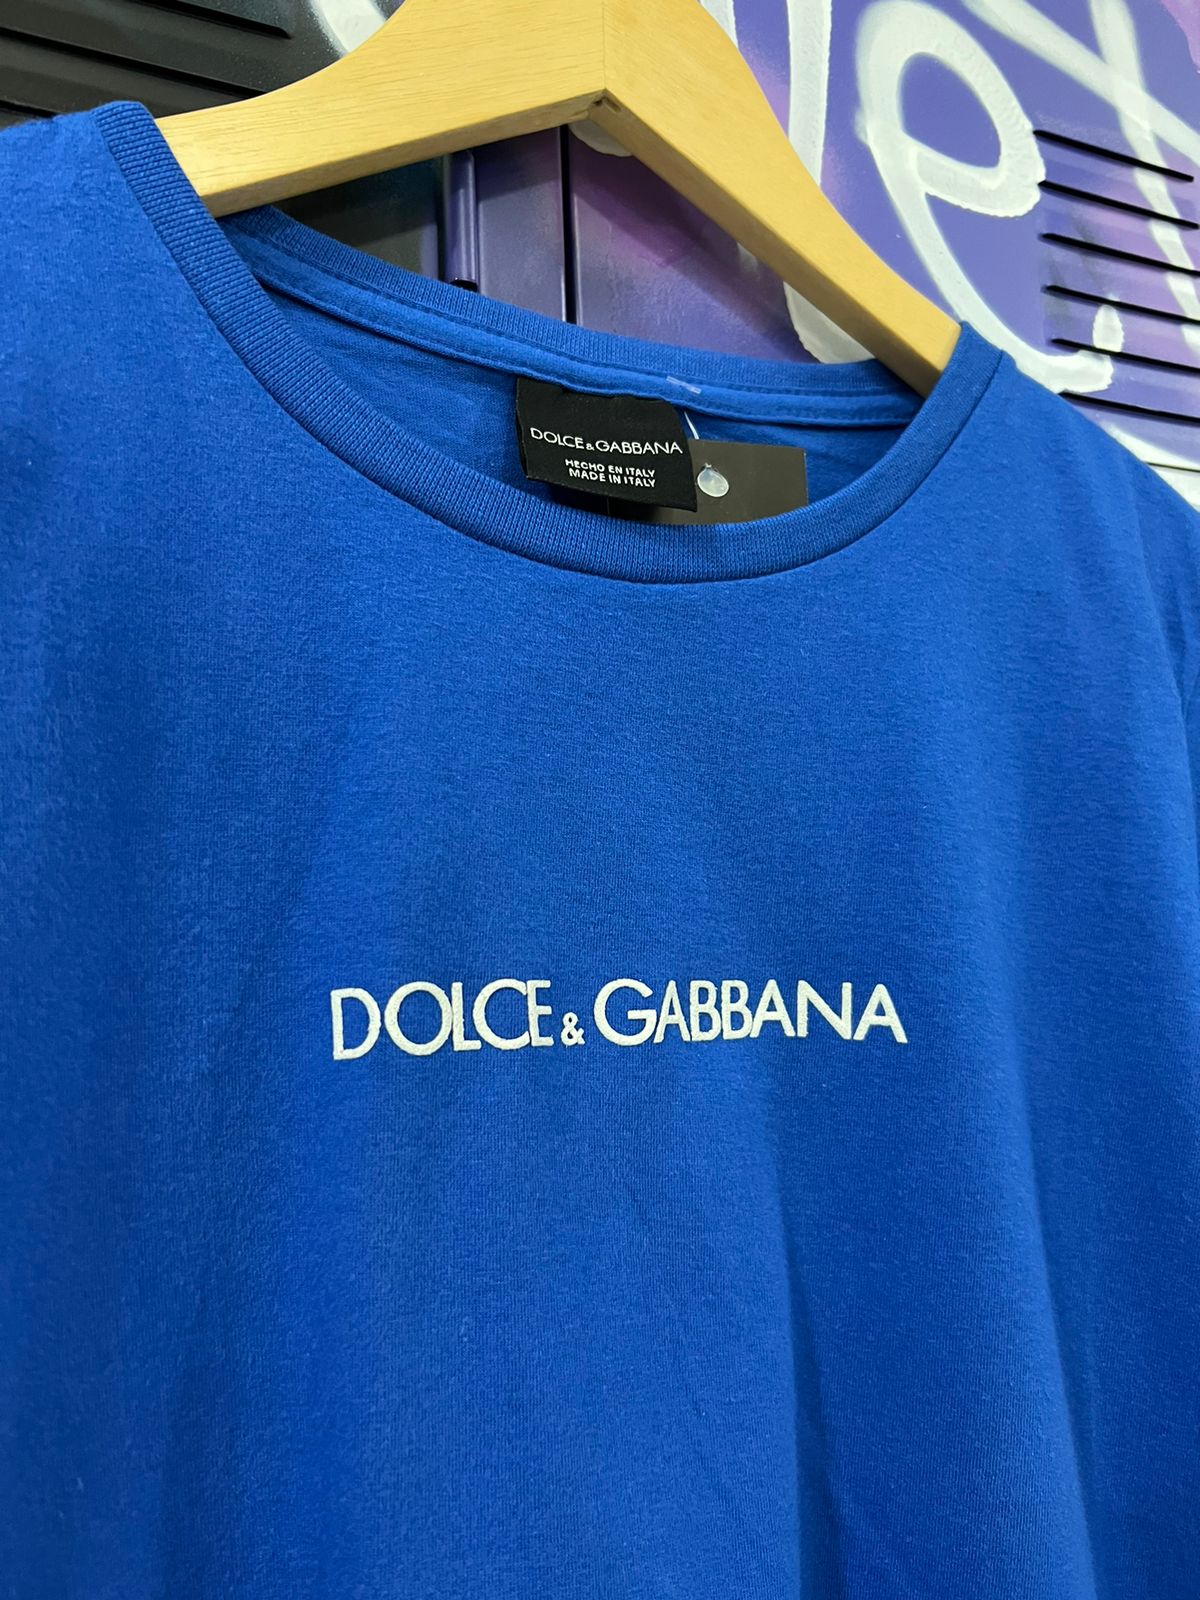 DOLCE & GABBANA
HECHO EN ITALY
MADE IN ITALY
DOLCE & GABBANA